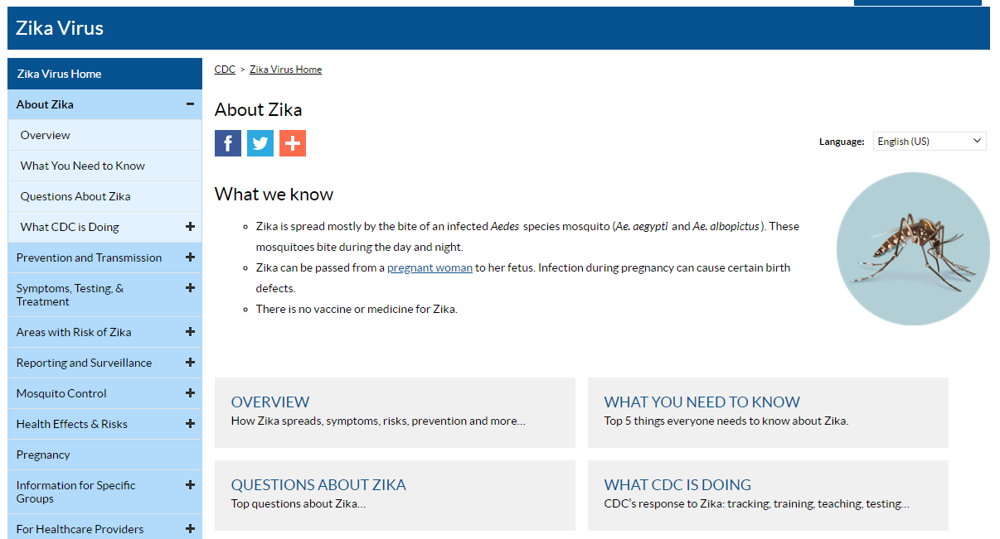 Zika Virus
Zika Virus Home
About Zika
Overview
What You Need to Know
Questions About Zika
What CDC is Doing
Prevention and Transmission
Symptoms, Testing, &
Treatment
Areas with Risk of Zika
Reporting and Surveillance
Mosquito Control
Health Effects & Risks
Pregnancy
Information for Specific
Groups
For Healthcare Providers
CDC > Zika Virus Home
About Zika
Language: English (US)
What we know
Zika is spread mostly by the bite of an infected Aedes species mosquito (Ae. aegypti and Ae. albopictus). These
mosquitoes bite during the day and night.
Zika can be passed from a pregnant woman to her fetus. Infection during pregnancy can cause certain birth
defects.
There is no vaccine or medicine for Zika.
OVERVIEW
How Zika spreads, symptoms, risks, prevention and more...
WHAT YOU NEED TO KNOW
Top 5 things everyone needs to know about Zika.
QUESTIONS ABOUT ZIKA
Top questions about Zika...
WHAT CDC IS DOING
CDC's response to Zika: tracking, training, teaching, testing...